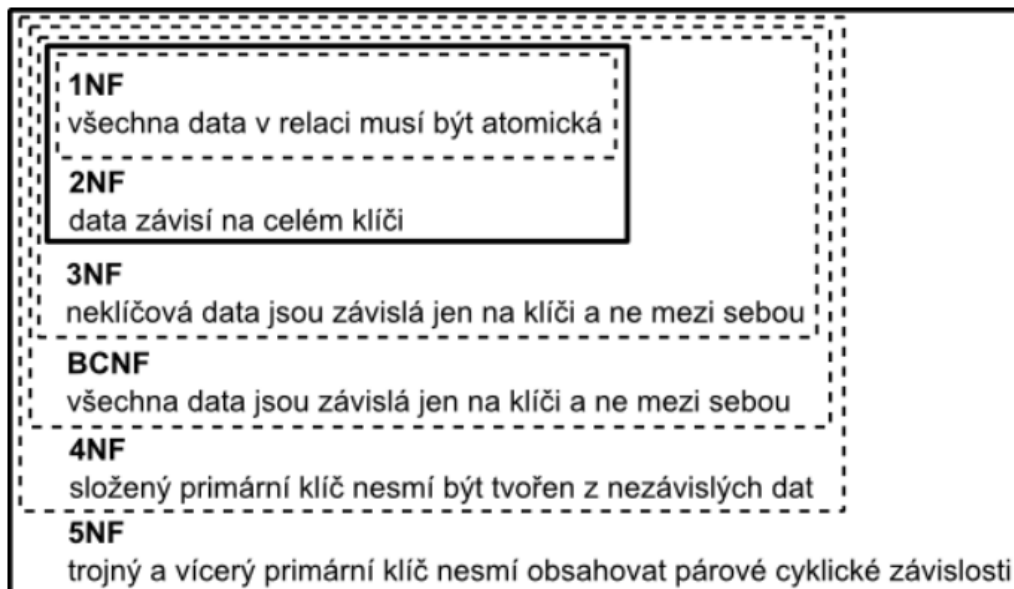 1NF
všechna data v relaci musí být atomická
2NF
data závisí na celém klíči
3NF
neklíčová data jsou závislá jen na klíči a ne mezi sebou
BCNF
všechna data jsou závislá jen na klíči a ne mezi sebou
4NF
složený primární klíč nesmí být tvořen z nezávislých dat
5NF
trojný a vícerý primární klíč nesmí obsahovat párové cyklické závislosti